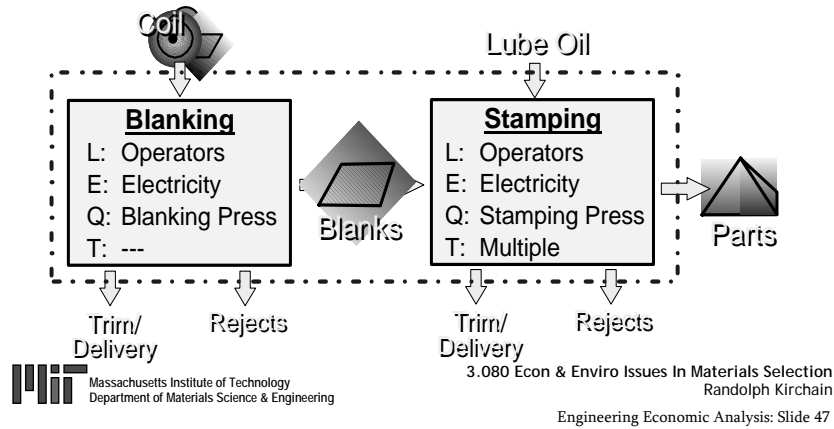 Coil
Lube Oil
Blanking
L: Operators
E: Electricity
Q: Blanking Press
T: ---
Blanks
Stamping
L: Operators
E: Electricity
Q: Stamping Press
T: Multiple
Parts
Trim/
Delivery
Rejects
Trim/
Delivery
Rejects
Massachusetts Institute of Technology
Department of Materials Science & Engineering
3.080 Econ & Enviro Issues In Materials Selection
Randolph Kirchain
Engineering Economic Analysis: Slide 47